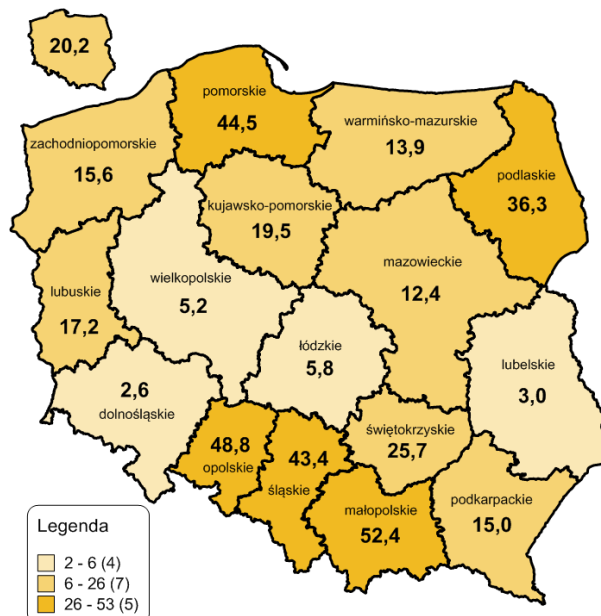 20,2
pomorskie
44,5
warmińsko-mazurskie
13,9
zachodniopomorskie
15,6
podlaskie
36,3
kujawsko-pomorskie
19,5
mazowieckie
12,4
wielkopolskie
5,2
lubuskie
17,2
łódzkie
5,8
lubelskie
3,0
2,6
dolnośląskie
48,8
opolskie
43,4
śląskie
świętokrzyskie
25,7
małopolskie
52,4
podkarpackie
15,0
Legenda
2 - 6 (4)
6 - 26 (7)
26 - 53 (5)